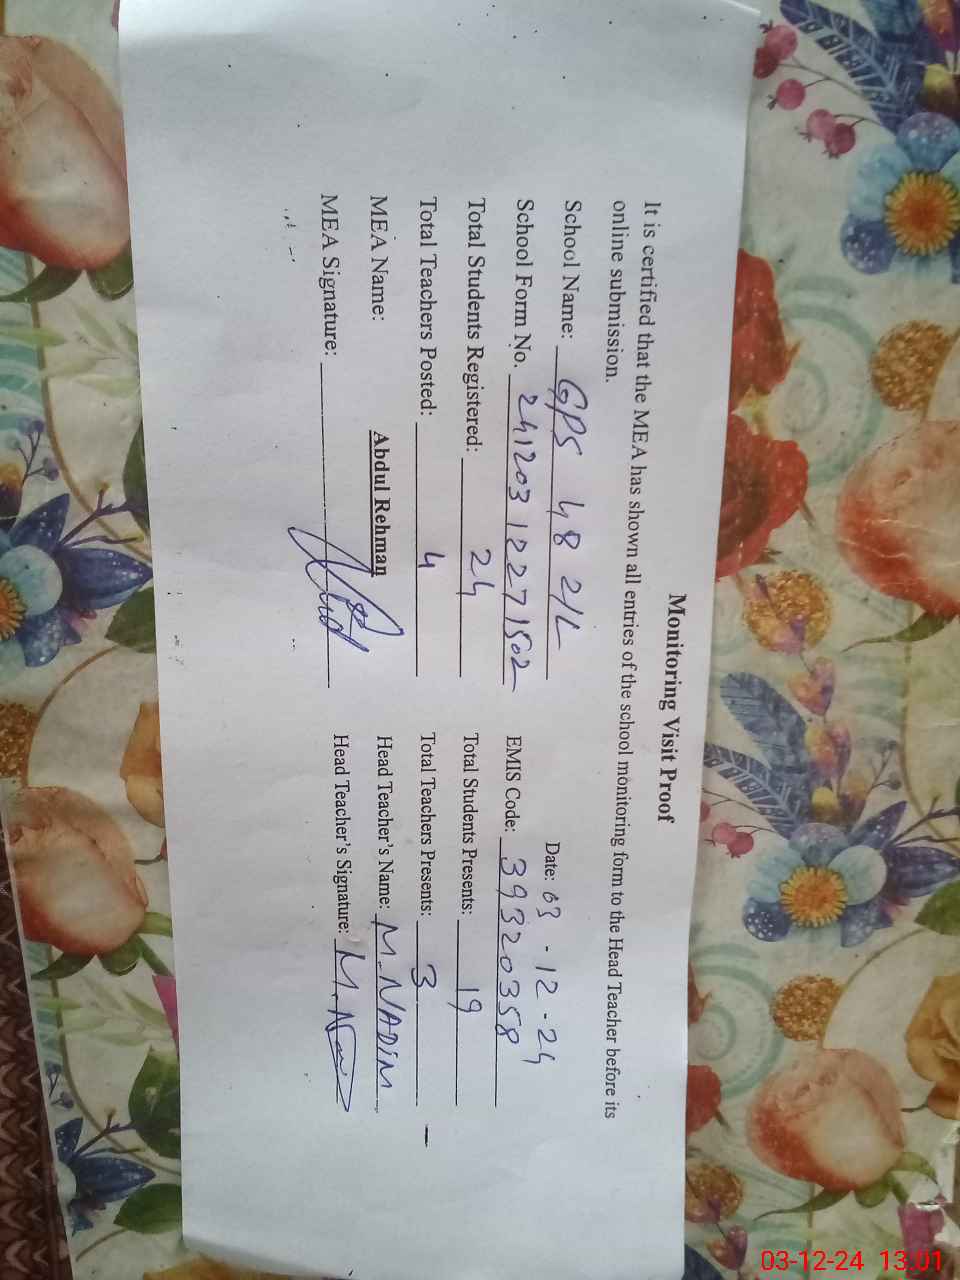 Monitoring Visit Proof
It is certified that the MEA has shown all entries of the school monitoring form to the Head Teacher before its
online submission.
Date: 03-12-24
School Name: GPS 48 2/L
School Form No. 241203 12271502 EMIS Code: 39320358
Total Students Registered: 24 Total Students Presents: 19
Total Teachers Posted: 4 Total Teachers Presents: 3
MEA Name: Abdul Rehman Head Teacher's Name: M.NADiM
MEA Signature: Head Teacher's Signature:
03-12-24 13:01